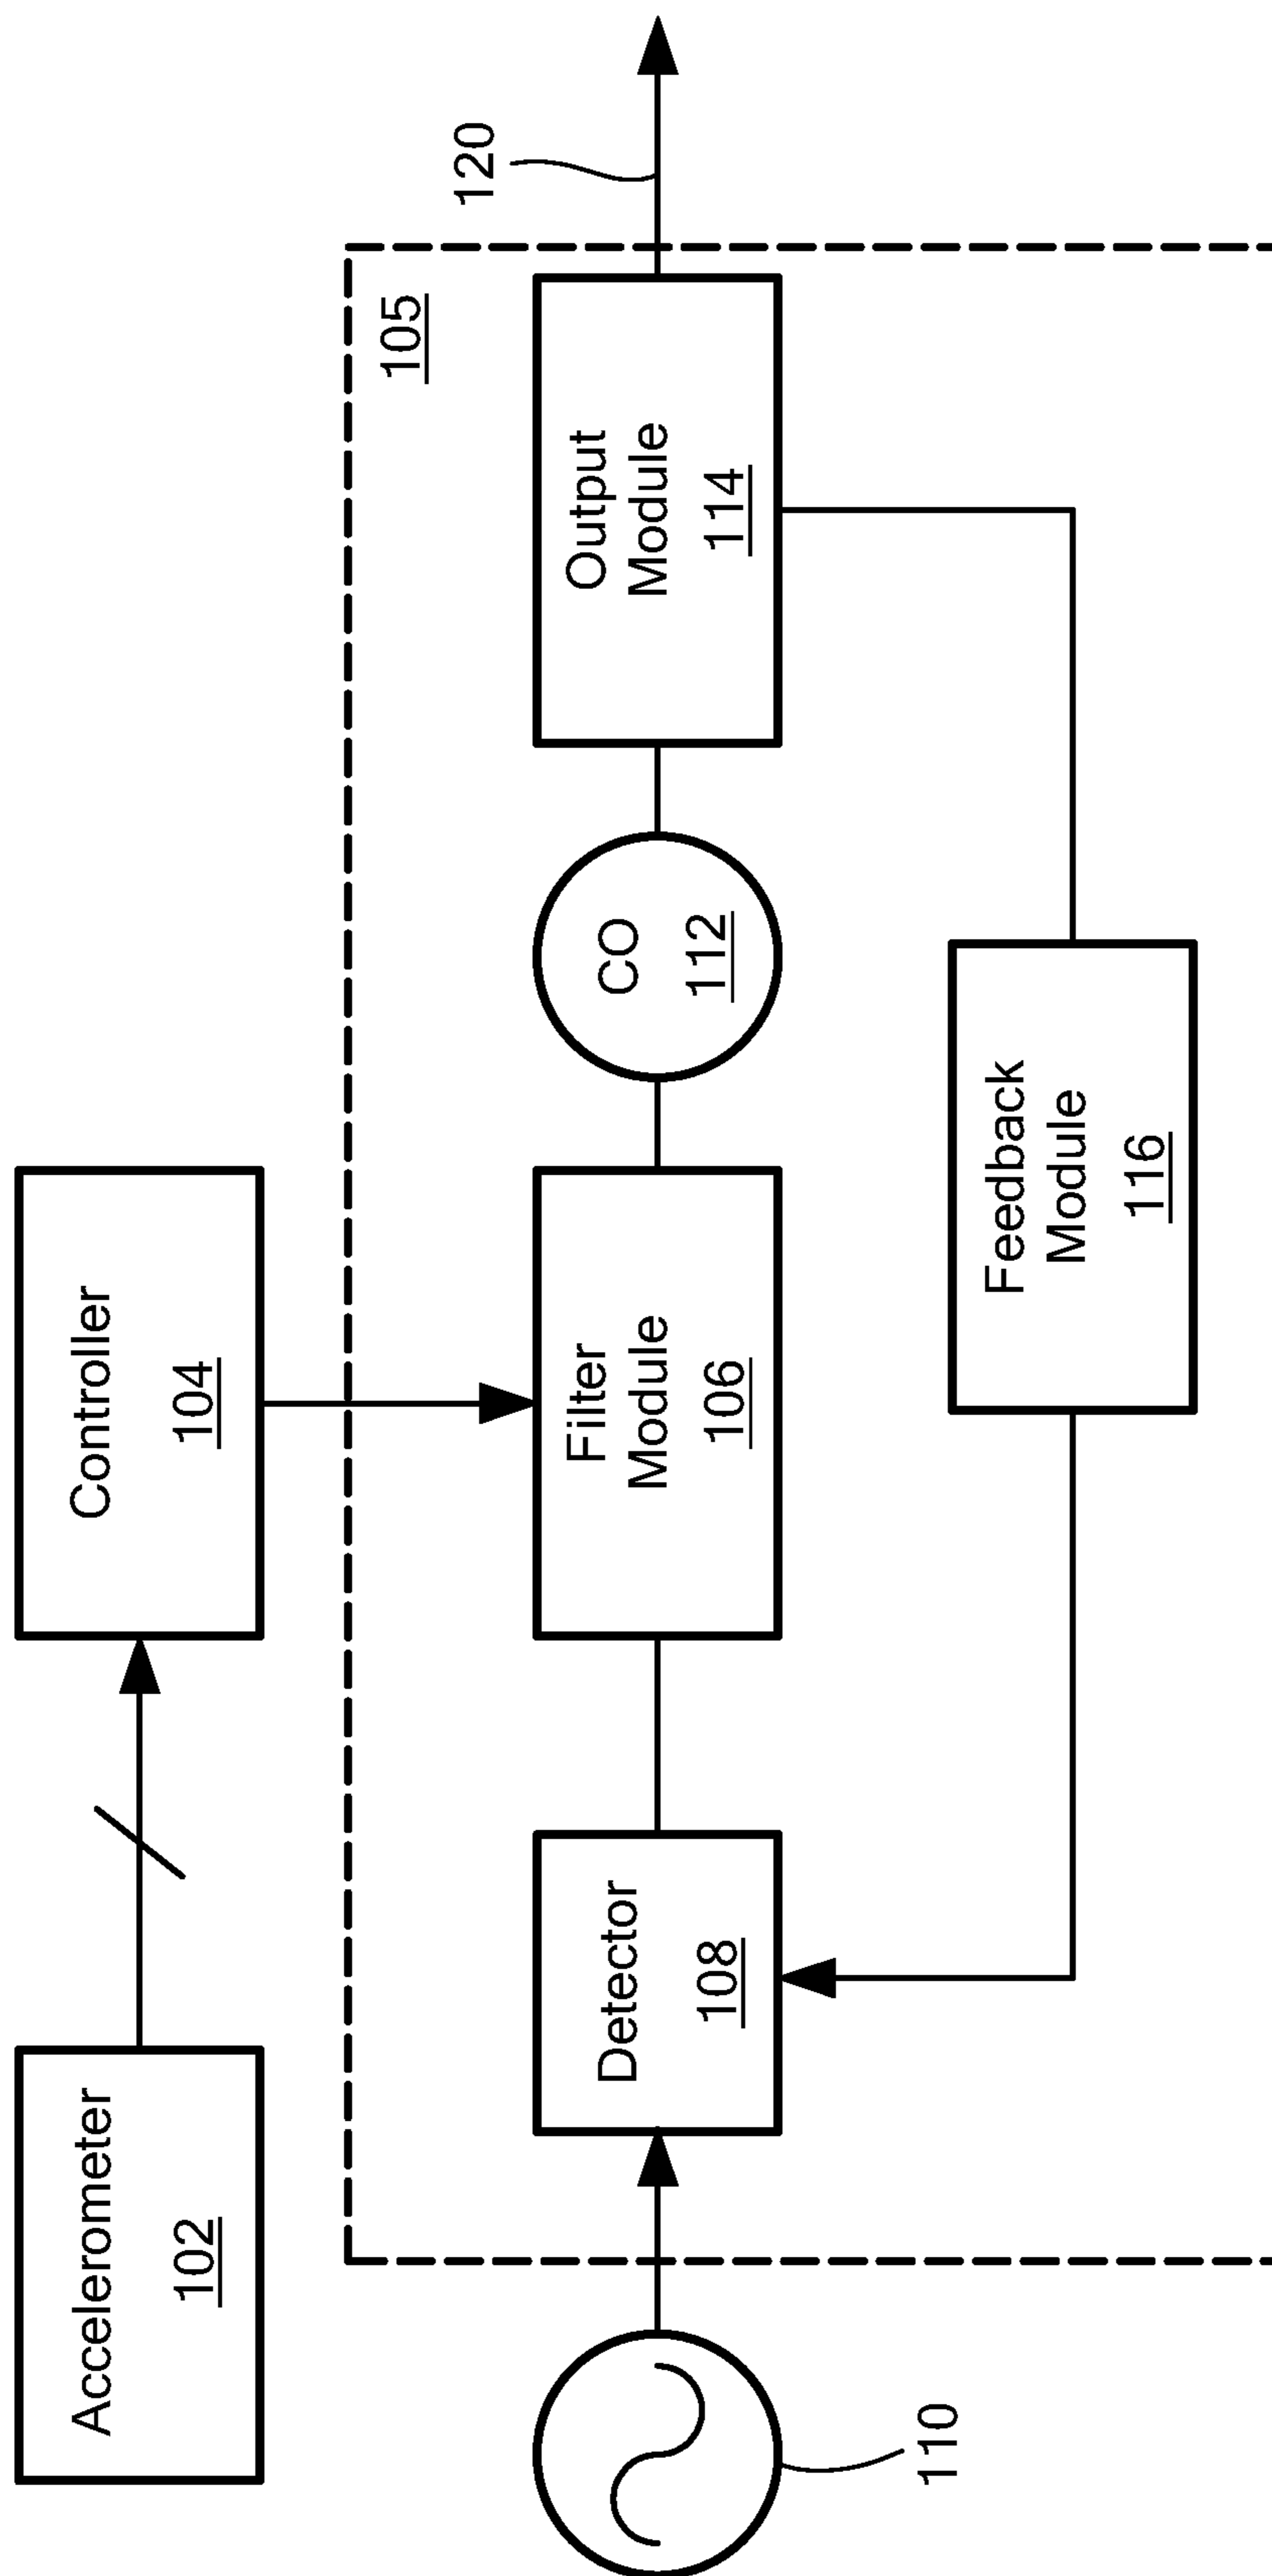 Accelerometer
102
Controller
104
105
120
110
Detector
108
Filter
Module
106
CO
112
Output
Module
114
Feedback
Module
116